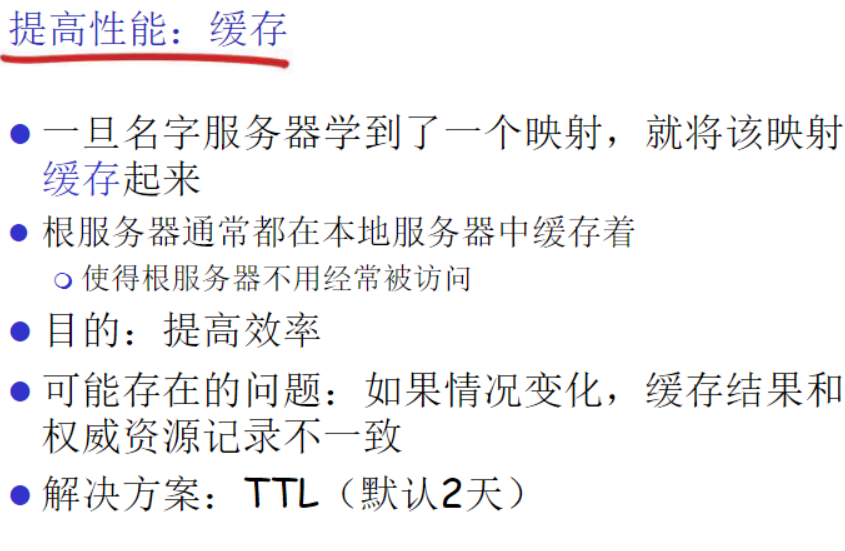 提高性能：缓存
一旦名字服务器学到了一个映射，就将该映射
缓存起来
根服务器通常都在本地服务器中缓存着
使得根服务器不用经常被访问
目的：提高效率
可能存在的问题：如果情况变化，缓存结果和
权威资源记录不一致
解决方案：TTL（默认2天）